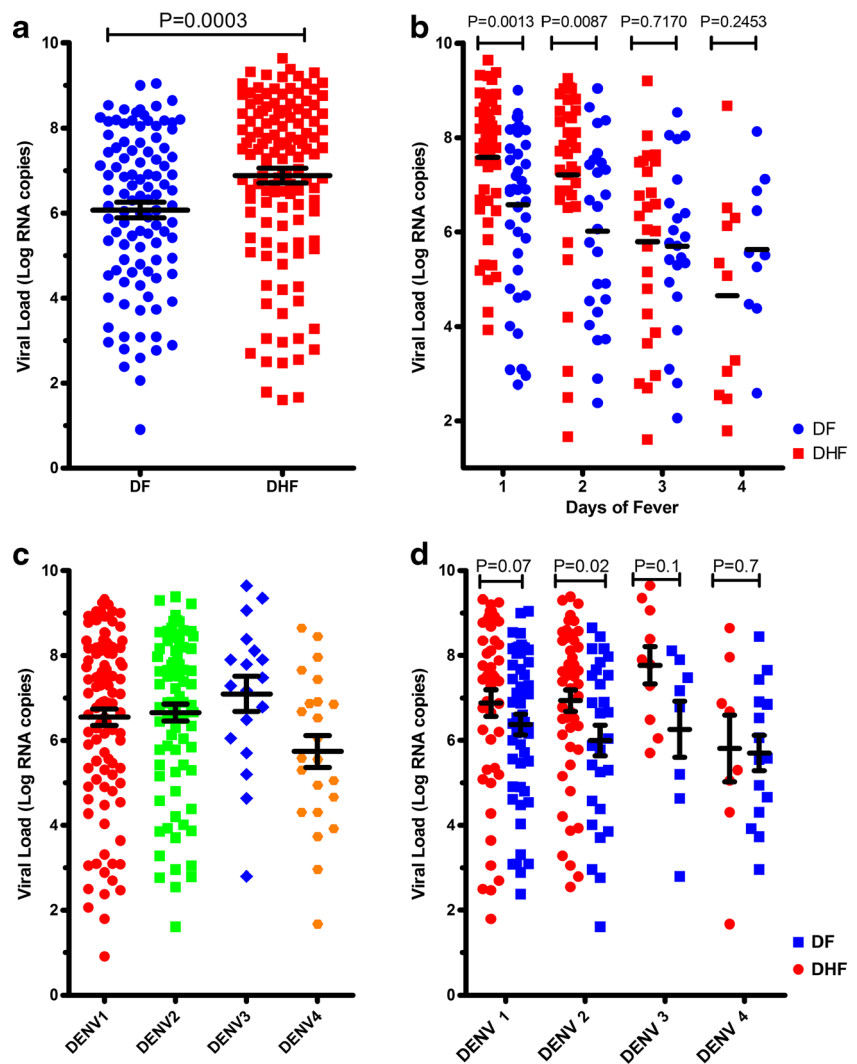 a
P=0.0003
Viral Load (Log RNA copies)
10
8
6
4
2
0
DF
DHF
b
P=0.0013 P=0.0087 P=0.7170 P=0.2453
Viral Load (Log RNA copies)
10
8
6
4
2
1
2
3
4
Days of Fever
DF
DHF
c
Viral Load (Log RNA copies)
10
8
6
4
2
0
DENV1
DENV2
DENV3
DENV4
d
P=0.07 P=0.02 P=0.1 P=0.7
Viral Load (Log RNA copies)
10
8
6
4
2
0
DENV 1
DENV 2
DENV 3
DENV 4
DF
DHF